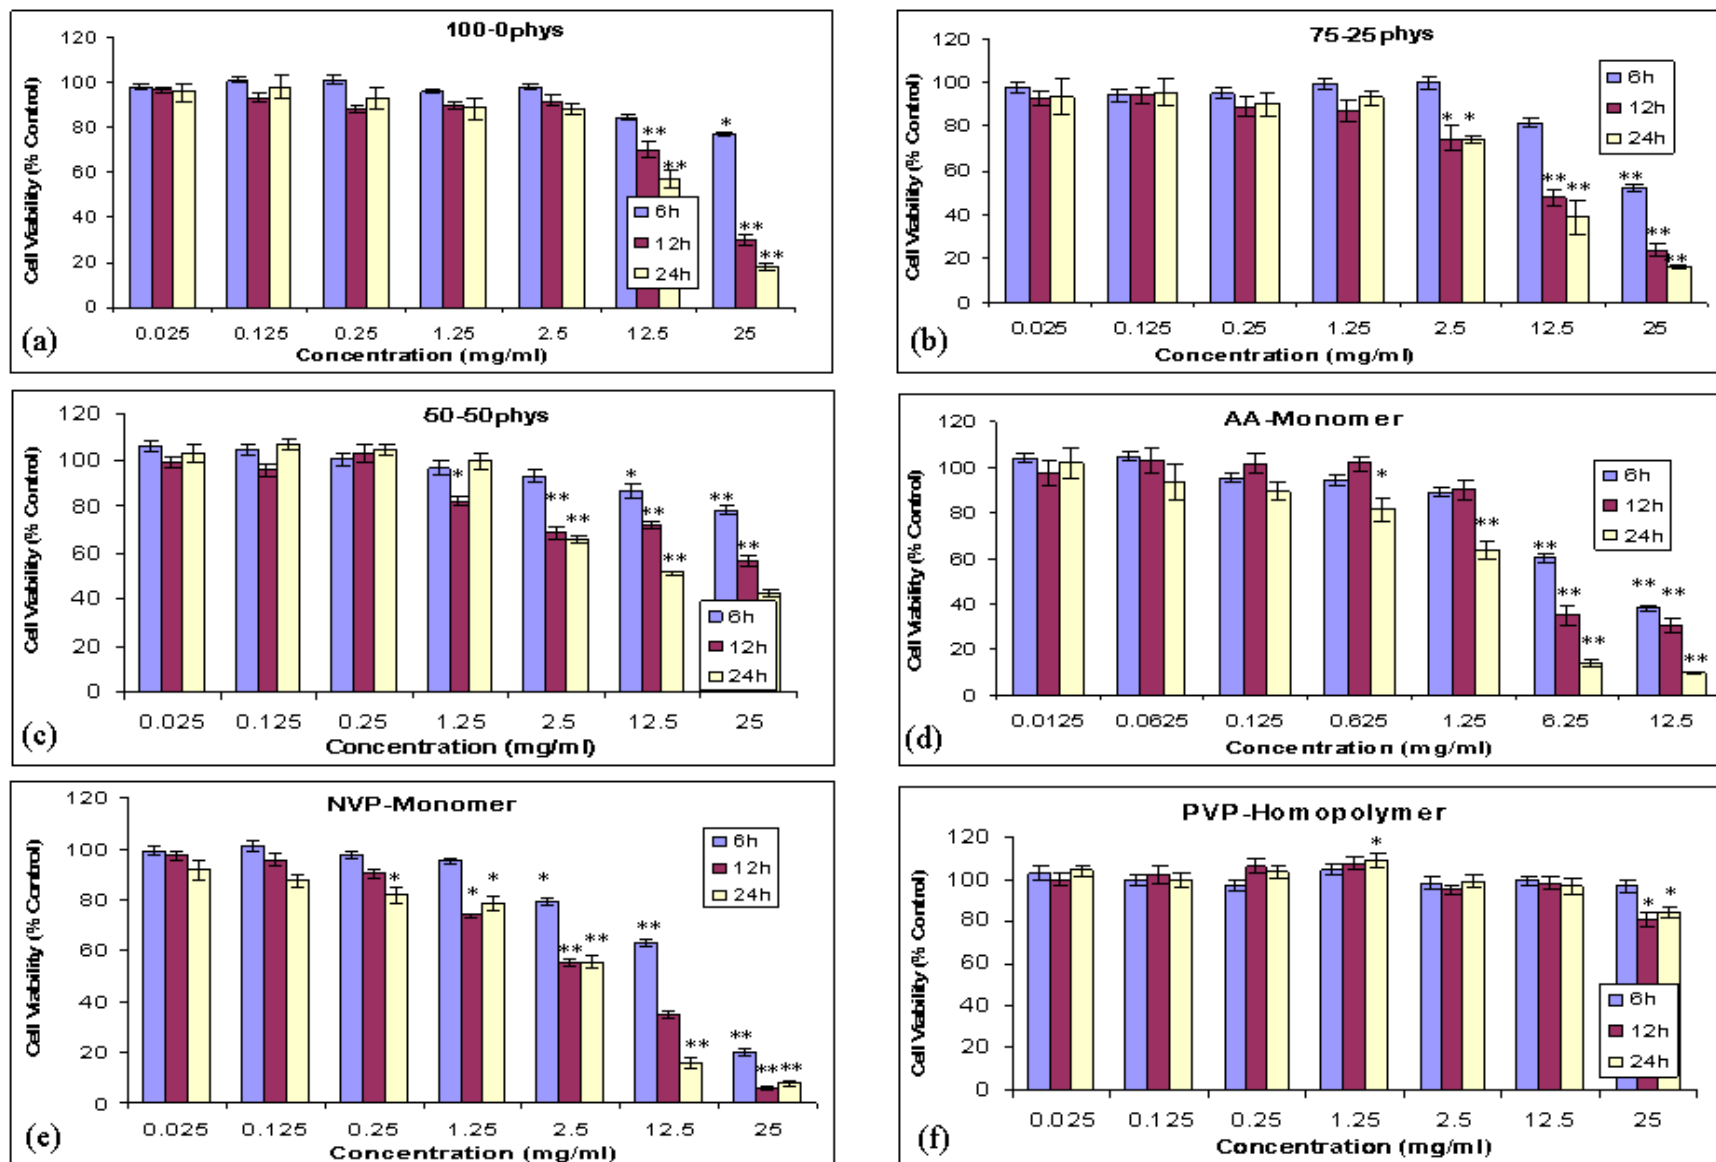 100-0phys
Cell Viability (% Control)
120
100
80
60
40
20
0
* ** ** ** **
6h
12h
24h
0.025 0.125 0.25 1.25 2.5 12.5 25
(a)
Concentration (mg/ml)
75-25phys
Cell Viability (% Control)
120
100
80
60
40
20
0
6h
12h
24h
* * ** ** ** ** **
0.025 0.125 0.25 1.25 2.5 12.5 25
(b)
Concentration (mg/ml)
50-50phys
Cell Viability (% Control)
120
100
80
60
40
20
0
* ** ** * ** ** ** **
6h
12h
24h
0.025 0.125 0.25 1.25 2.5 12.5 25
(c)
Concentration (mg/ml)
AA-Monomer
Cell Viability (% Control)
120
100
80
60
40
20
0
6h
12h
24h
* ** ** ** ** ** ** **
0.0125 0.0625 0.125 0.625 1.25 6.25 12.5
(d)
Concentration (mg/ml)
NVP-Monomer
Cell Viability (% Control)
120
100
80
60
40
20
0
6h
12h
24h
* * * * ** ** ** ** ** ** **
0.025 0.125 0.25 1.25 2.5 12.5 25
(e)
Concentration (mg/ml)
PVP-Homopolymer
Cell Viability (% Control)
120
100
80
60
40
20
0
* * *
6h
12h
24h
0.025 0.125 0.25 1.25 2.5 12.5 25
(f)
Concentration (mg/ml)